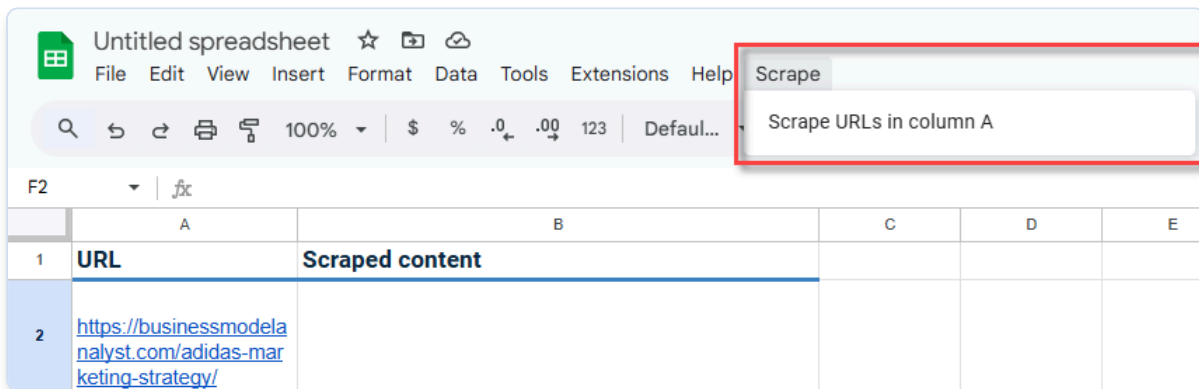 Untitled spreadsheet
File Edit View Insert Format Data Tools Extensions Help Scrape
Scrape URLs in column A
100% $ % .0 .00 123 Defaul...
F2 fx
A B C D E
1 URL Scraped content
2 https://businessmodela
nalyst.com/adidas-mar
keting-strategy/